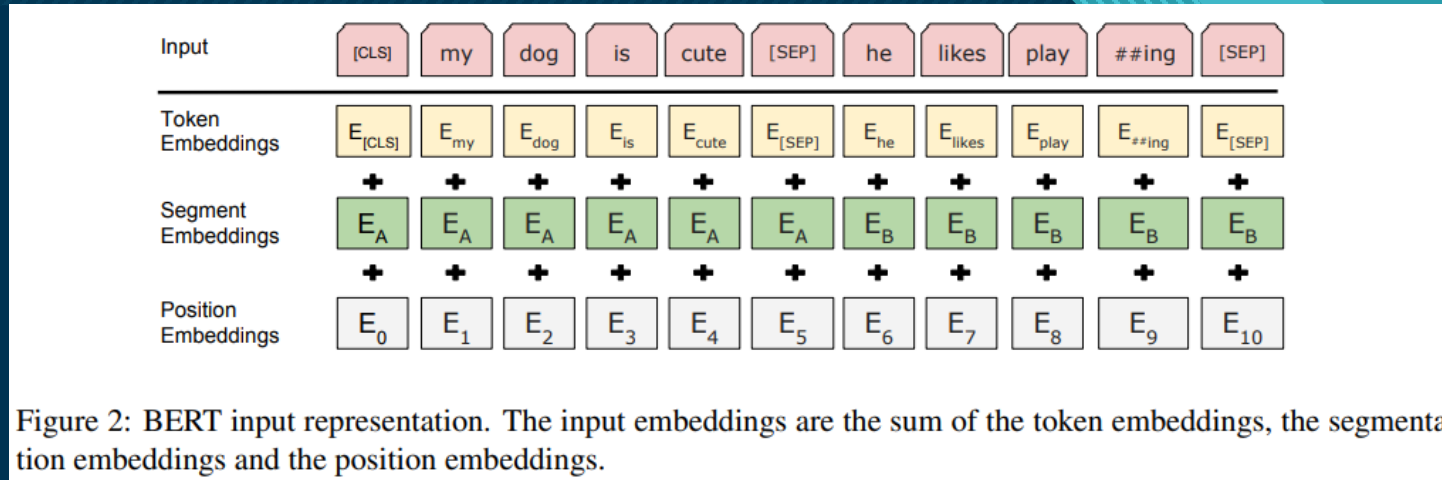 Input [CLS] my dog is cute [SEP] he likes play ##ing [SEP]
Token
Embeddings
E[CLS] Emy Edog Eis Ecute E[SEP] Ehe Elikes Eplay E##ing E[SEP]
+ + + + + + + + + + +
Segment
Embeddings
EA EA EA EA EA EA EB EB EB EB EB
+ + + + + + + + + + +
Position
Embeddings
E0 E1 E2 E3 E4 E5 E6 E7 E8 E9 E10
Figure 2: BERT input representation. The input embeddings are the sum of the token embeddings, the segmenta
tion embeddings and the position embeddings.